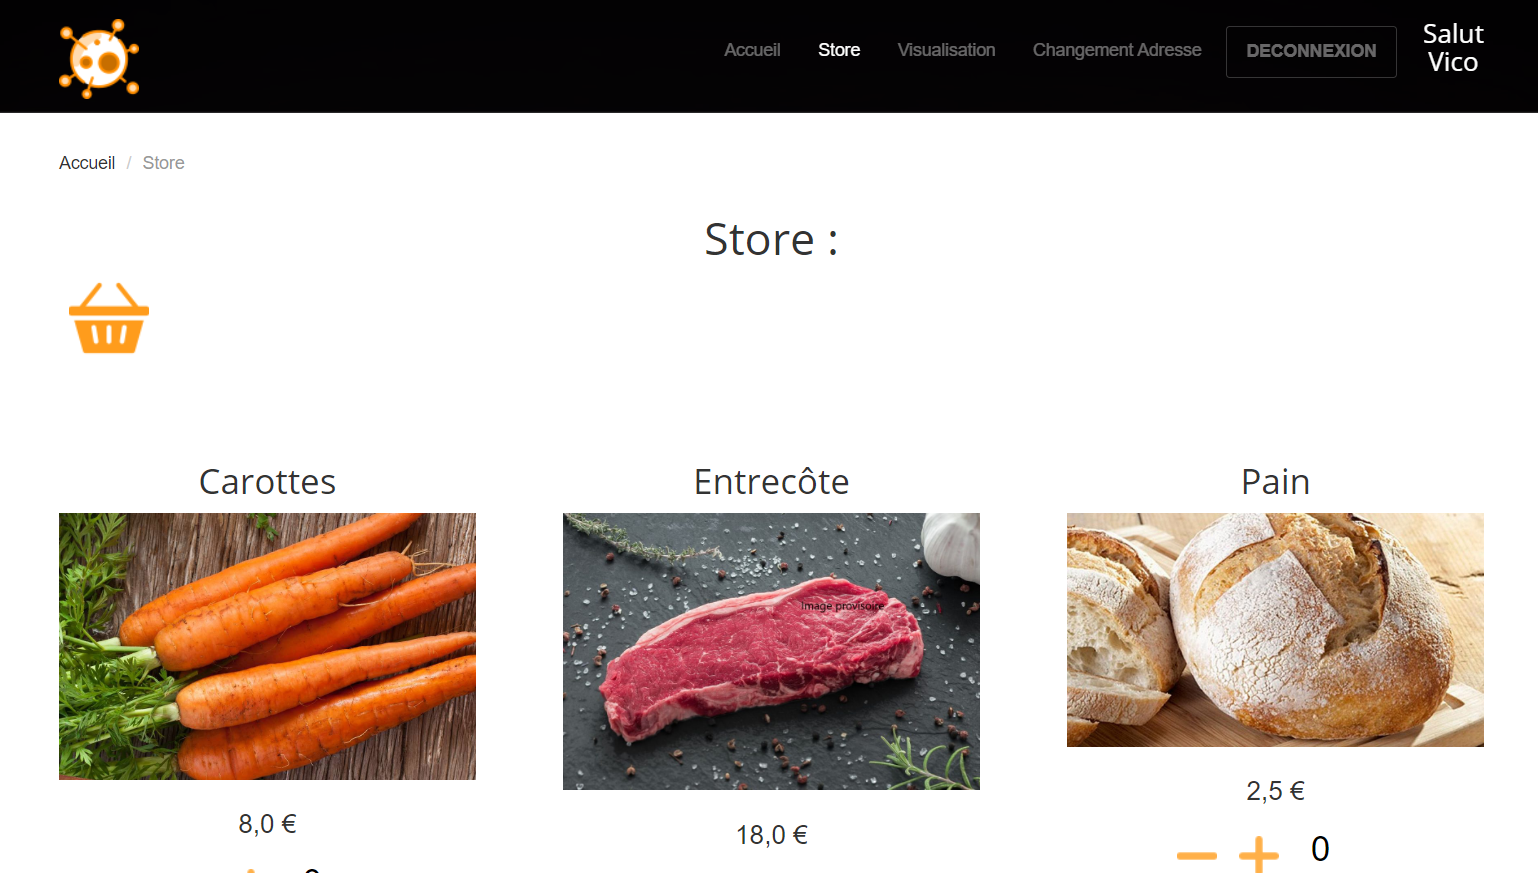 Accueil Store Visualisation Changement Adresse DECONNEXION Salut
Vico
Accueil / Store
Store :
Carottes Entrecôte Pain
Image provisoire
8,0 € 18,0 € 2,5 €
0